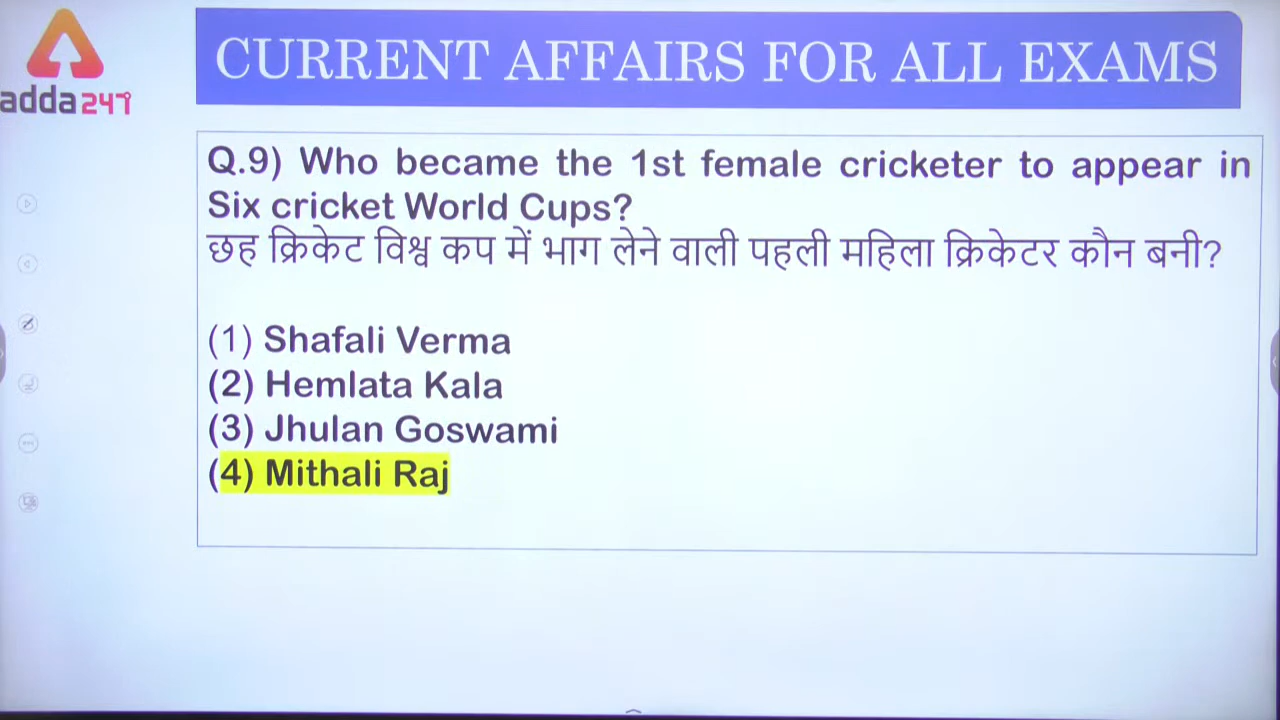 adda247
CURRENT AFFAIRS FOR ALL EXAMS
Q.9) Who became the 1st female cricketer to appear in
Six cricket World Cups?
छह क्रिकेट विश्व कप में भाग लेने वाली पहली महिला क्रिकेटर कौन बनी?
(1) Shafali Verma
(2) Hemlata Kala
(3) Jhulan Goswami
(4) Mithali Raj